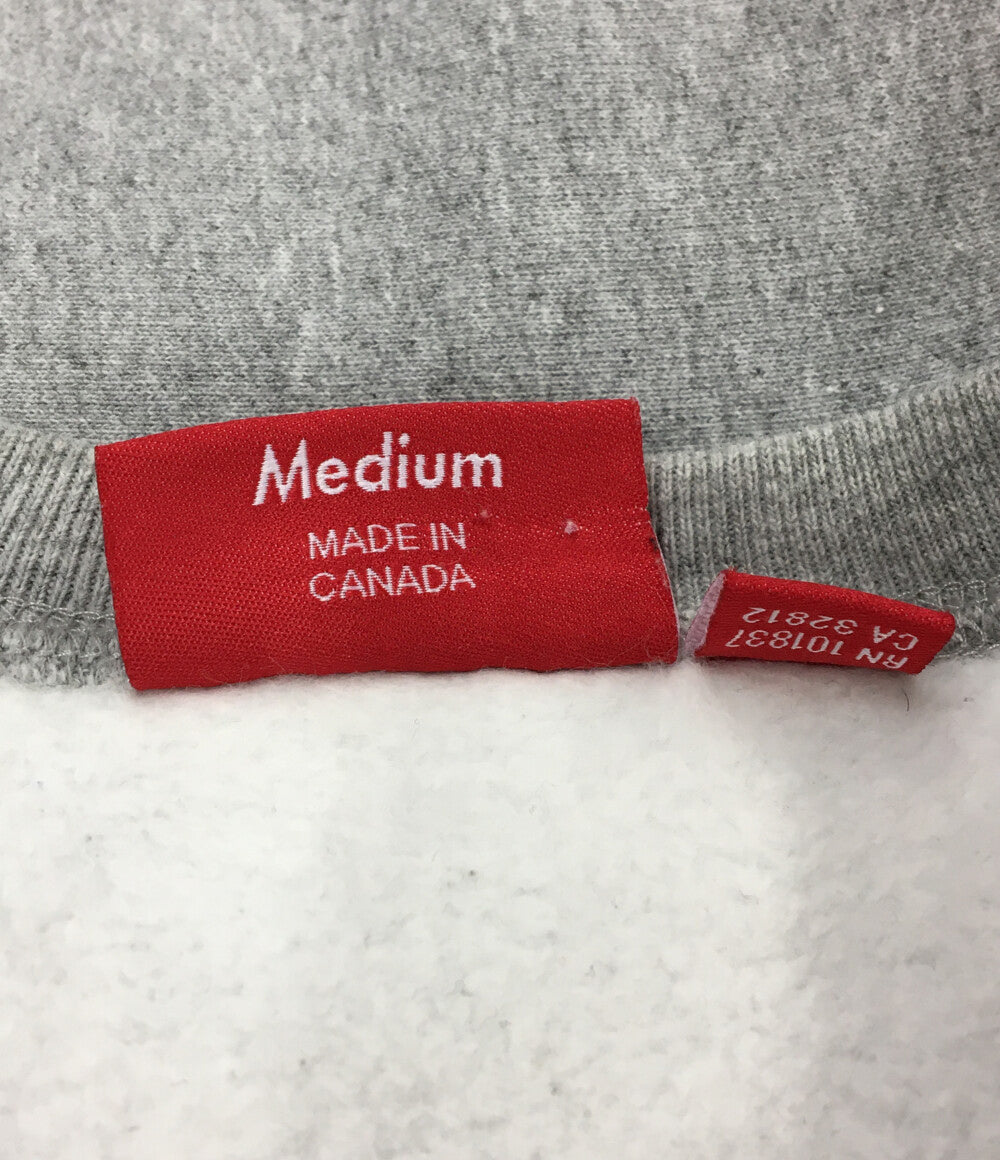 Medium
MADE IN
CANADA
RN 101837
CA 32812